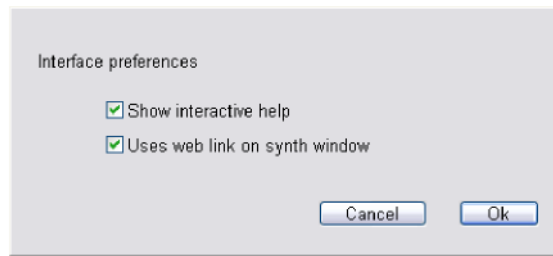 Interface preferences
Show interactive help
Uses web link on synth window
Cancel Ok